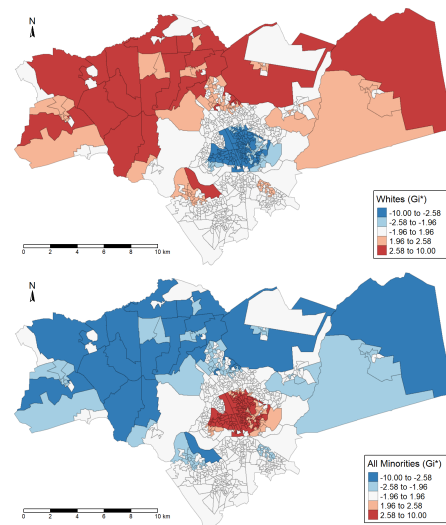 N
Whites (Gi*)
-10.00 to -2.58
-2.58 to -1.96
-1.96 to 1.96
1.96 to 2.58
2.58 to 10.00
0 2 4 6 8 10 km
N
All Minorities (Gi*)
-10.00 to -2.58
-2.58 to -1.96
-1.96 to 1.96
1.96 to 2.58
2.58 to 10.00
0 2 4 6 8 10 km